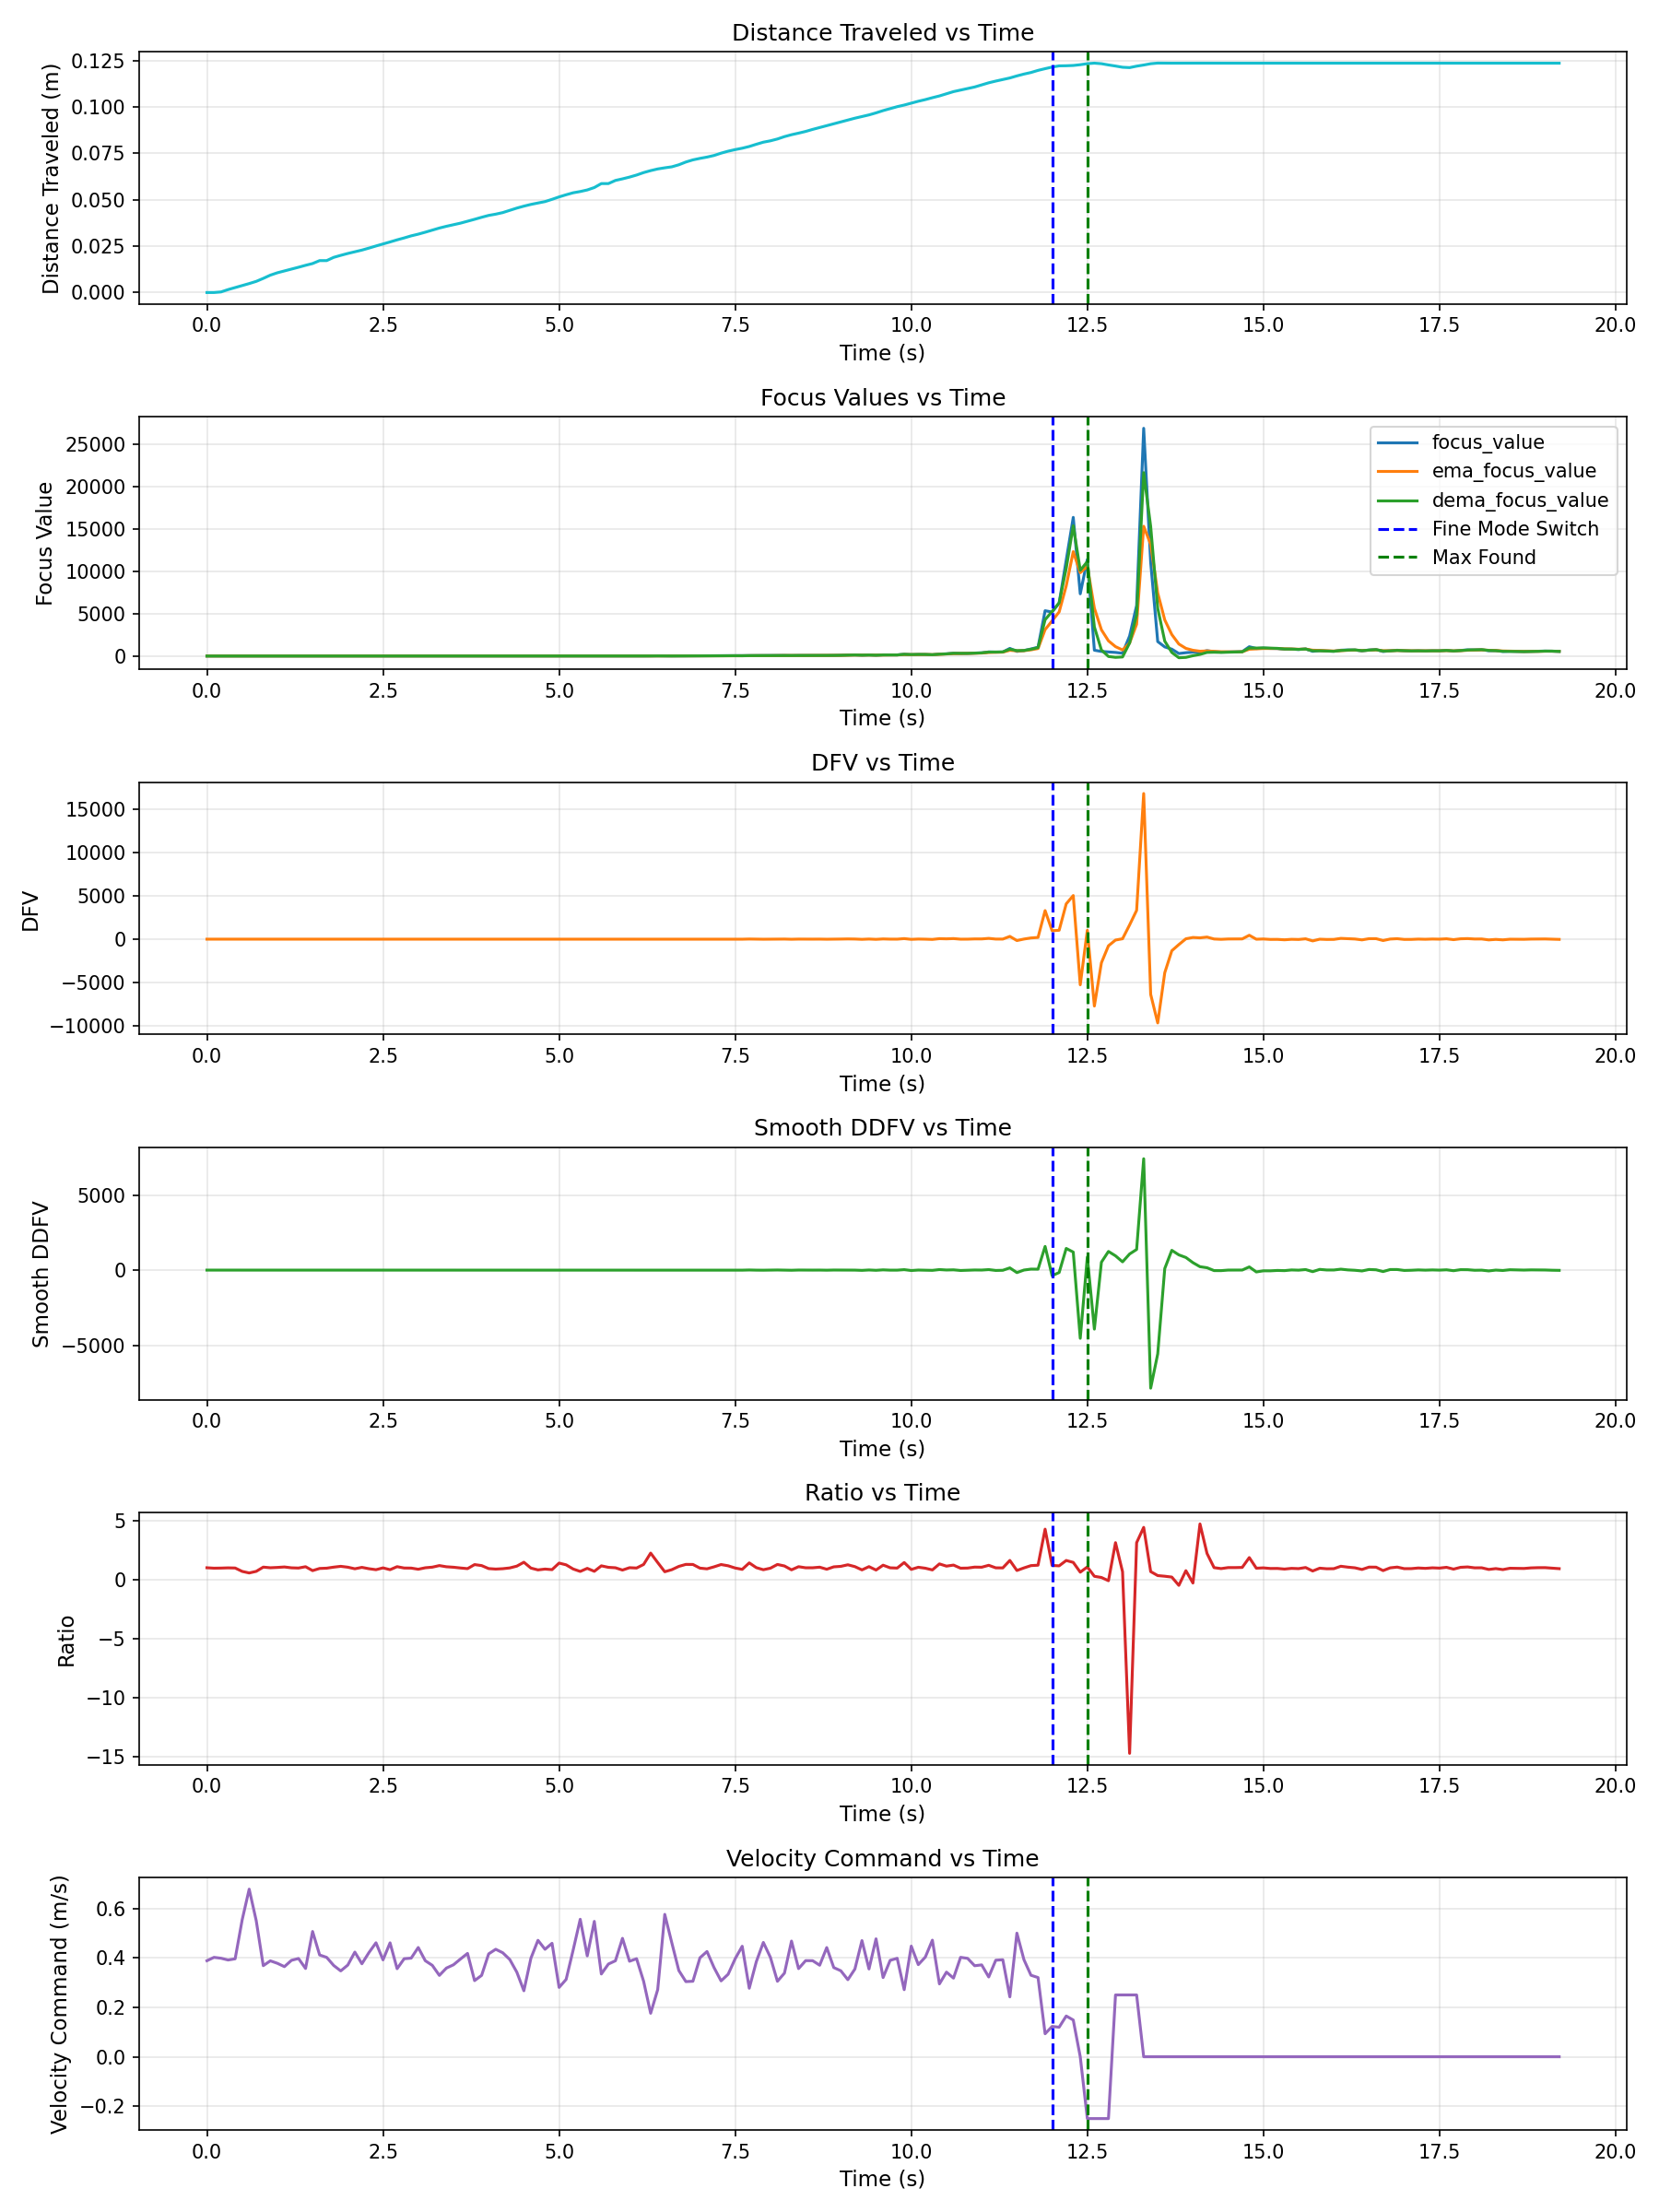 Distance Traveled vs Time
Distance Traveled (m)
0.125
0.100
0.075
0.050
0.025
0.000
0.0 2.5 5.0 7.5 10.0 12.5 15.0 17.5 20.0
Time (s)
Focus Values vs Time
Focus Value
25000
20000
15000
10000
5000
0
focus_value
ema_focus_value
dema_focus_value
Fine Mode Switch
Max Found
0.0 2.5 5.0 7.5 10.0 12.5 15.0 17.5 20.0
Time (s)
DFV vs Time
DFV
15000
10000
5000
0
−5000
−10000
0.0 2.5 5.0 7.5 10.0 12.5 15.0 17.5 20.0
Time (s)
Smooth DDFV vs Time
Smooth DDFV
5000
0
−5000
0.0 2.5 5.0 7.5 10.0 12.5 15.0 17.5 20.0
Time (s)
Ratio vs Time
Ratio
5
0
−5
−10
−15
0.0 2.5 5.0 7.5 10.0 12.5 15.0 17.5 20.0
Time (s)
Velocity Command vs Time
Velocity Command (m/s)
0.6
0.4
0.2
0.0
−0.2
0.0 2.5 5.0 7.5 10.0 12.5 15.0 17.5 20.0
Time (s)